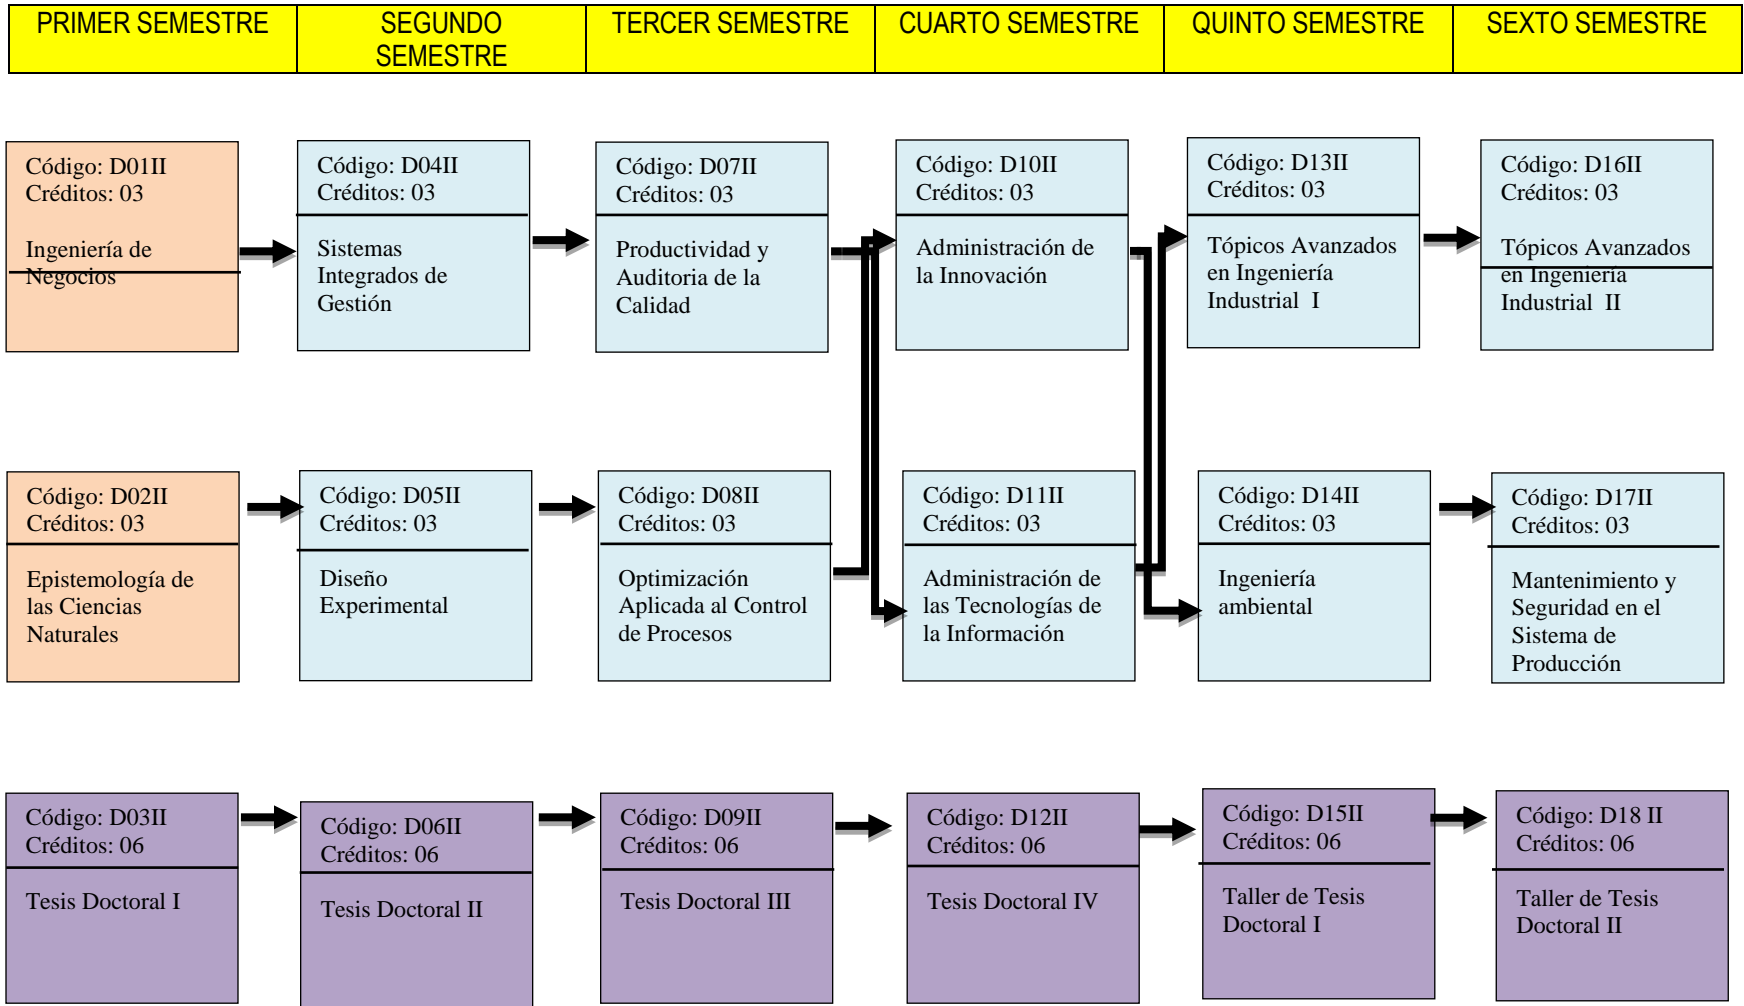 PRIMER SEMESTRE
SEGUNDO
SEMESTRE
TERCER SEMESTRE
CUARTO SEMESTRE
QUINTO SEMESTRE
SEXTO SEMESTRE
Código: D01II
Créditos: 03
Ingeniería de
Negocios
Código: D04II
Créditos: 03
Sistemas
Integrados de
Gestión
Código: D07II
Créditos: 03
Productividad y
Auditoria de la
Calidad
Código: D10II
Créditos: 03
Administración de
la Innovación
Código: D13II
Créditos: 03
Tópicos Avanzados
en Ingeniería
Industrial I
Código: D16II
Créditos: 03
Tópicos Avanzados
en Ingeniería
Industrial II
Código: D02II
Créditos: 03
Epistemología de
las Ciencias
Naturales
Código: D05II
Créditos: 03
Diseño
Experimental
Código: D08II
Créditos: 03
Optimización
Aplicada al Control
de Procesos
Código: D11II
Créditos: 03
Administración de
las Tecnologías de
la Información
Código: D14II
Créditos: 03
Ingeniería
ambiental
Código: D17II
Créditos: 03
Mantenimiento y
Seguridad en el
Sistema de
Producción
Código: D03II
Créditos: 06
Tesis Doctoral I
Código: D06II
Créditos: 06
Tesis Doctoral II
Código: D09II
Créditos: 06
Tesis Doctoral III
Código: D12II
Créditos: 06
Tesis Doctoral IV
Código: D15II
Créditos: 06
Taller de Tesis
Doctoral I
Código: D18 II
Créditos: 06
Taller de Tesis
Doctoral II